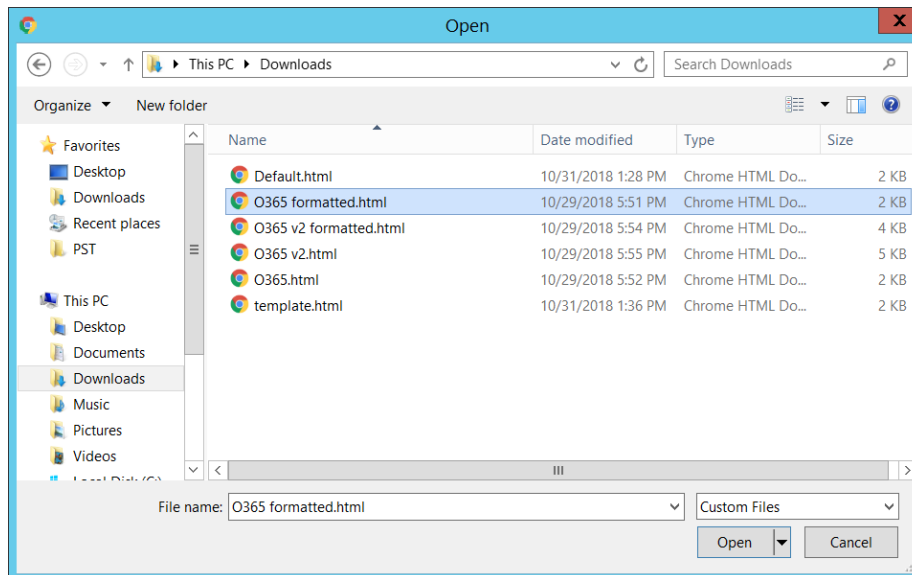 Open
This PC Downloads
Search Downloads
Organize New folder
Name Date modified Type Size
Favorites
Desktop
Downloads
Recent places
PST
This PC
Desktop
Documents
Downloads
Music
Pictures
Videos
Local Disk (C:)
Default.html 10/31/2018 1:28 PM Chrome HTML Do... 2 KB
O365 formatted.html 10/29/2018 5:51 PM Chrome HTML Do... 2 KB
O365 v2 formatted.html 10/29/2018 5:54 PM Chrome HTML Do... 4 KB
O365 v2.html 10/29/2018 5:55 PM Chrome HTML Do... 5 KB
O365.html 10/29/2018 5:52 PM Chrome HTML Do... 2 KB
template.html 10/31/2018 1:36 PM Chrome HTML Do... 2 KB
File name: O365 formatted.html Custom Files
Open Cancel